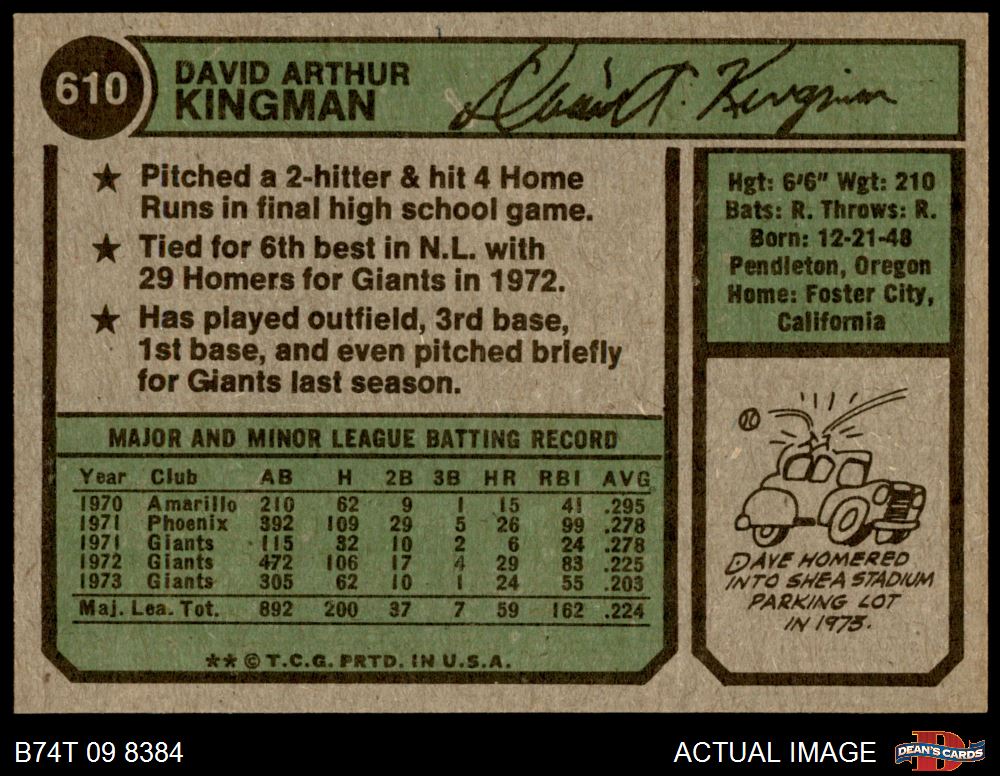 610
DAVID ARTHUR
KINGMAN
David A. Kingman
★ Pitched a 2-hitter & hit 4 Home
Runs in final high school game.
★ Tied for 6th best in N.L. with
29 Homers for Giants in 1972.
★ Has played outfield, 3rd base,
1st base, and even pitched briefly
for Giants last season.
Hgt: 6'6" Wgt: 210
Bats: R. Throws: R.
Born: 12-21-48
Pendleton, Oregon
Home: Foster City,
California
MAJOR AND MINOR LEAGUE BATTING RECORD
Year Club AB H 2B 3B HR RBI AVG
1970 Amarillo 210 62 9 1 15 41 .295
1971 Phoenix 392 109 29 5 26 99 .278
1971 Giants 115 32 10 2 6 24 .278
1972 Giants 472 106 17 4 29 83 .225
1973 Giants 305 62 10 1 24 55 .203
Maj. Lea. Tot. 892 200 37 7 59 162 .224
** © T.C.G. PRTD. IN U.S.A.
DAVE HOMERED
INTO SHEA STADIUM
PARKING LOT
IN 1973.
B74T 09 8384
ACTUAL IMAGE
DEAN'S CARDS